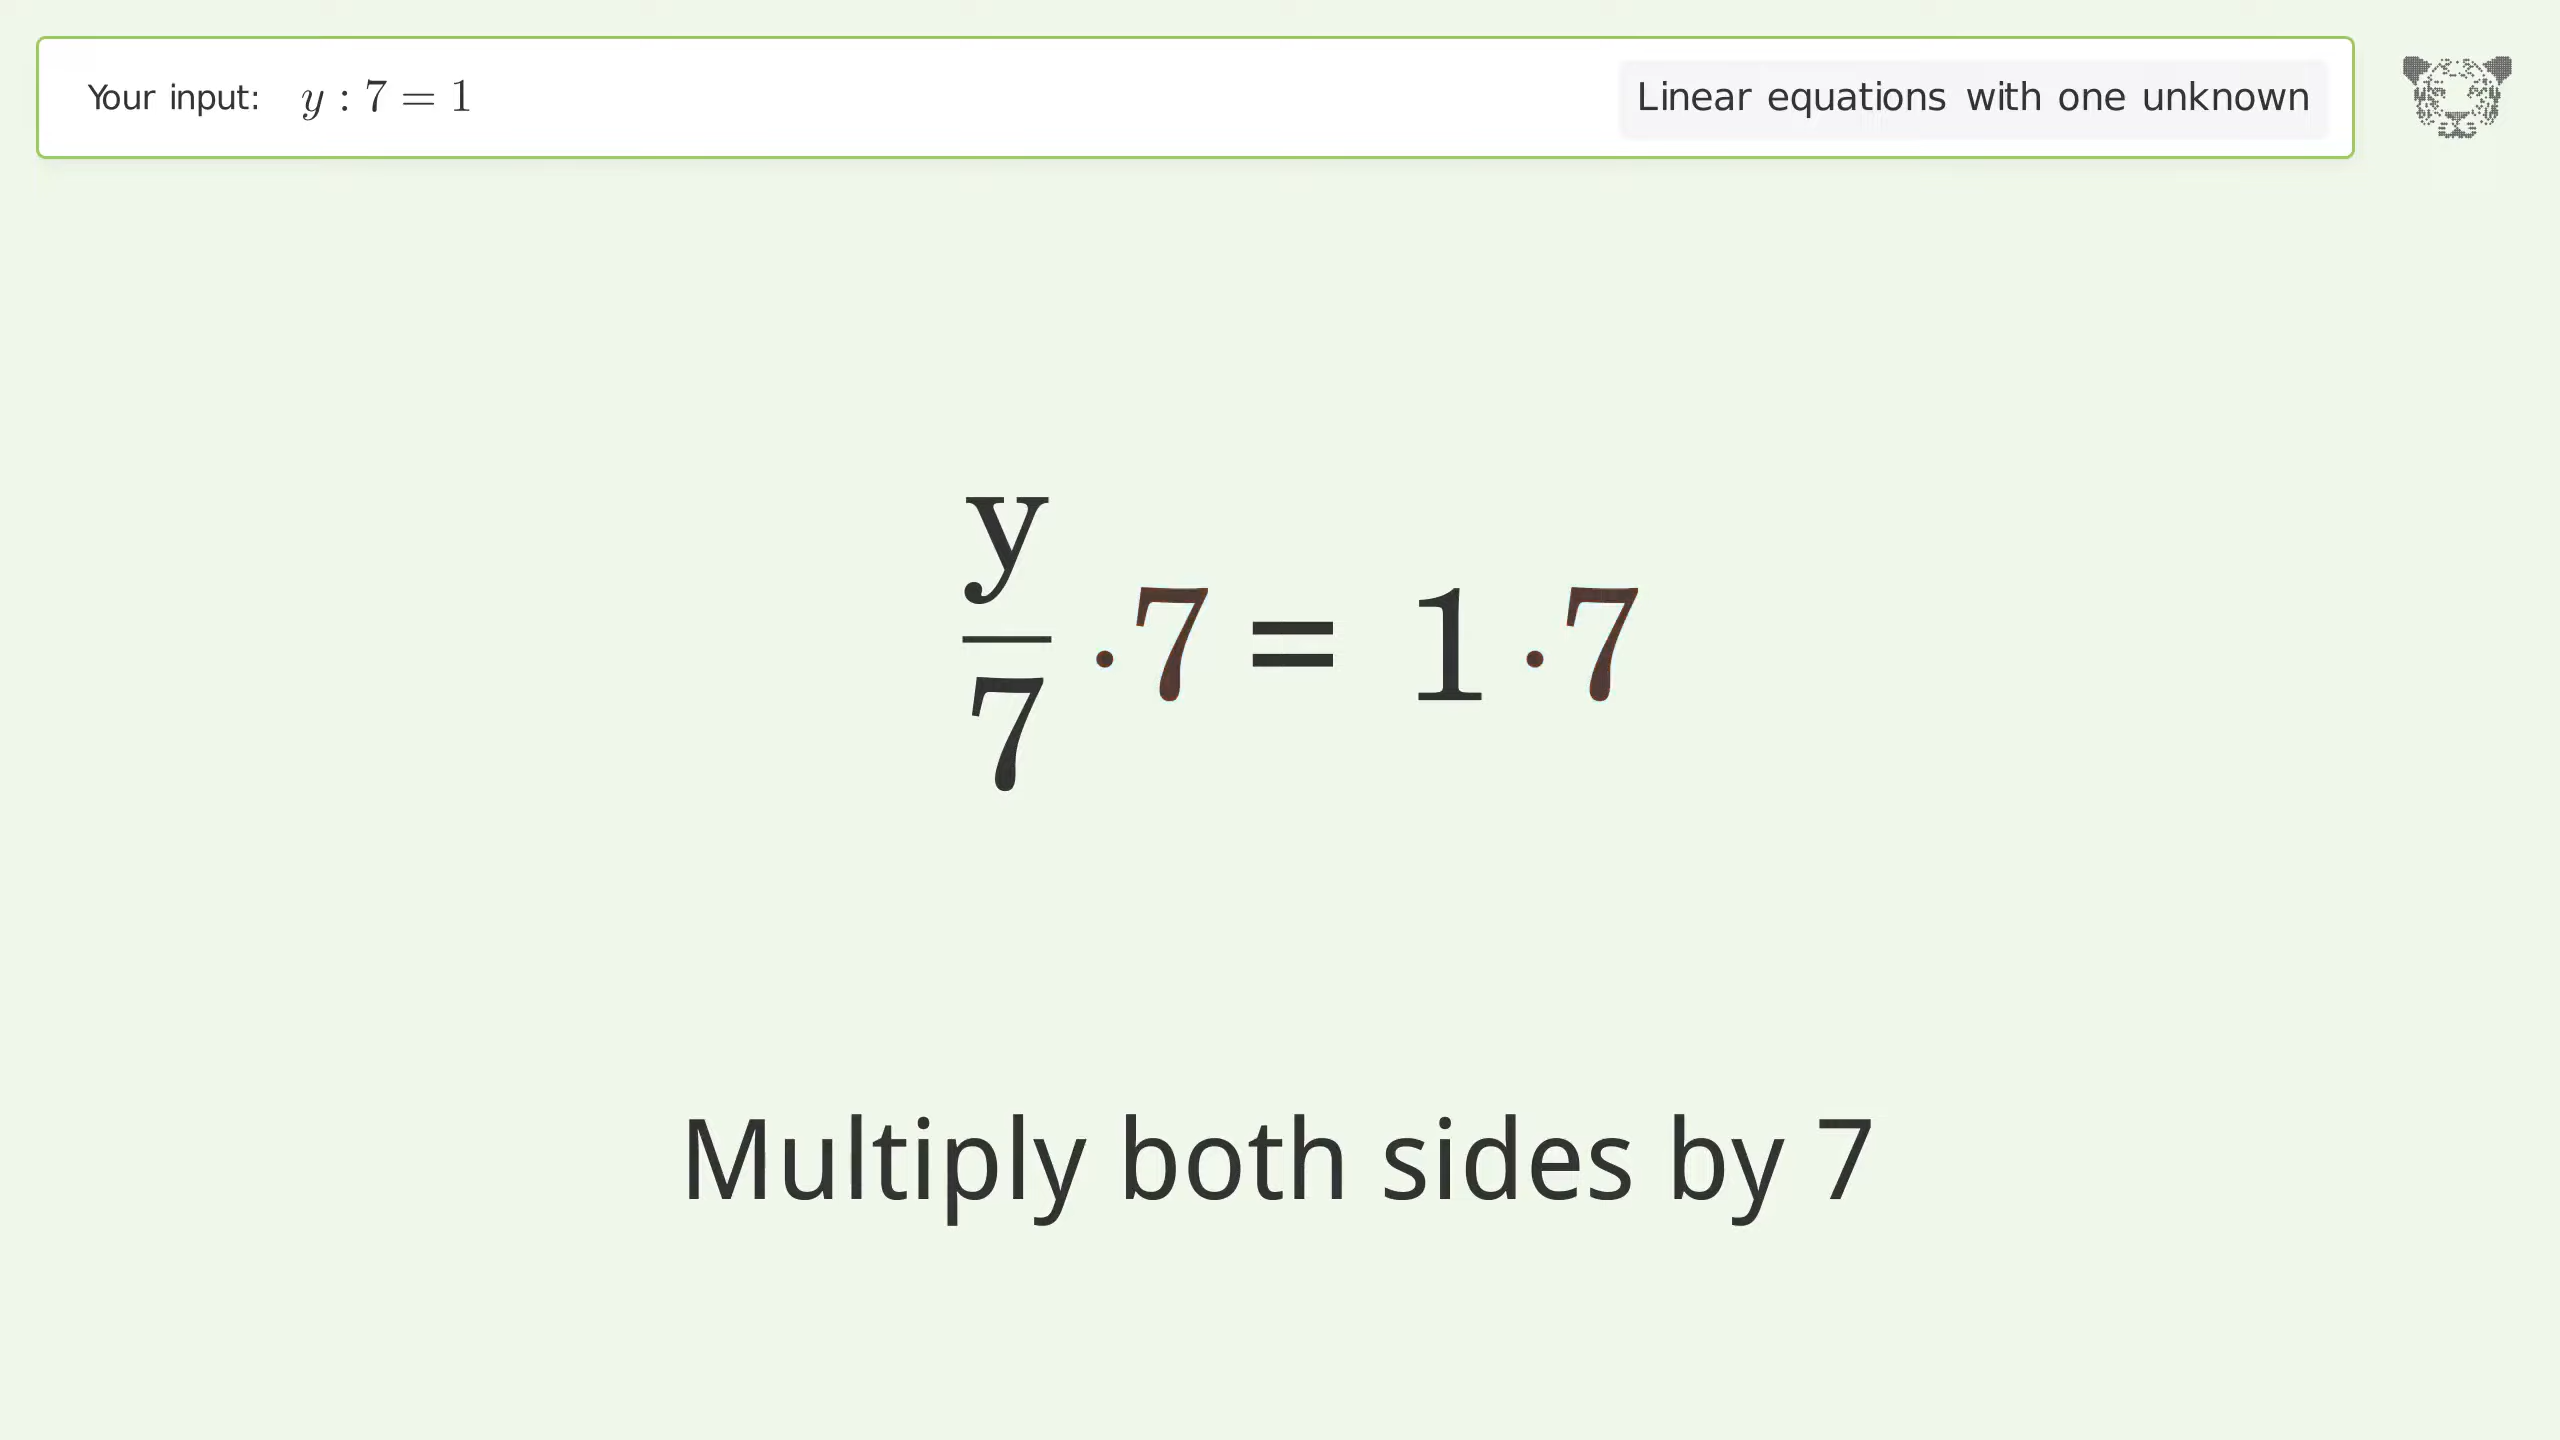 Your input: y : 7 = 1
Linear equations with one unknown
y/7 · 7 = 1 · 7
Multiply both sides by 7